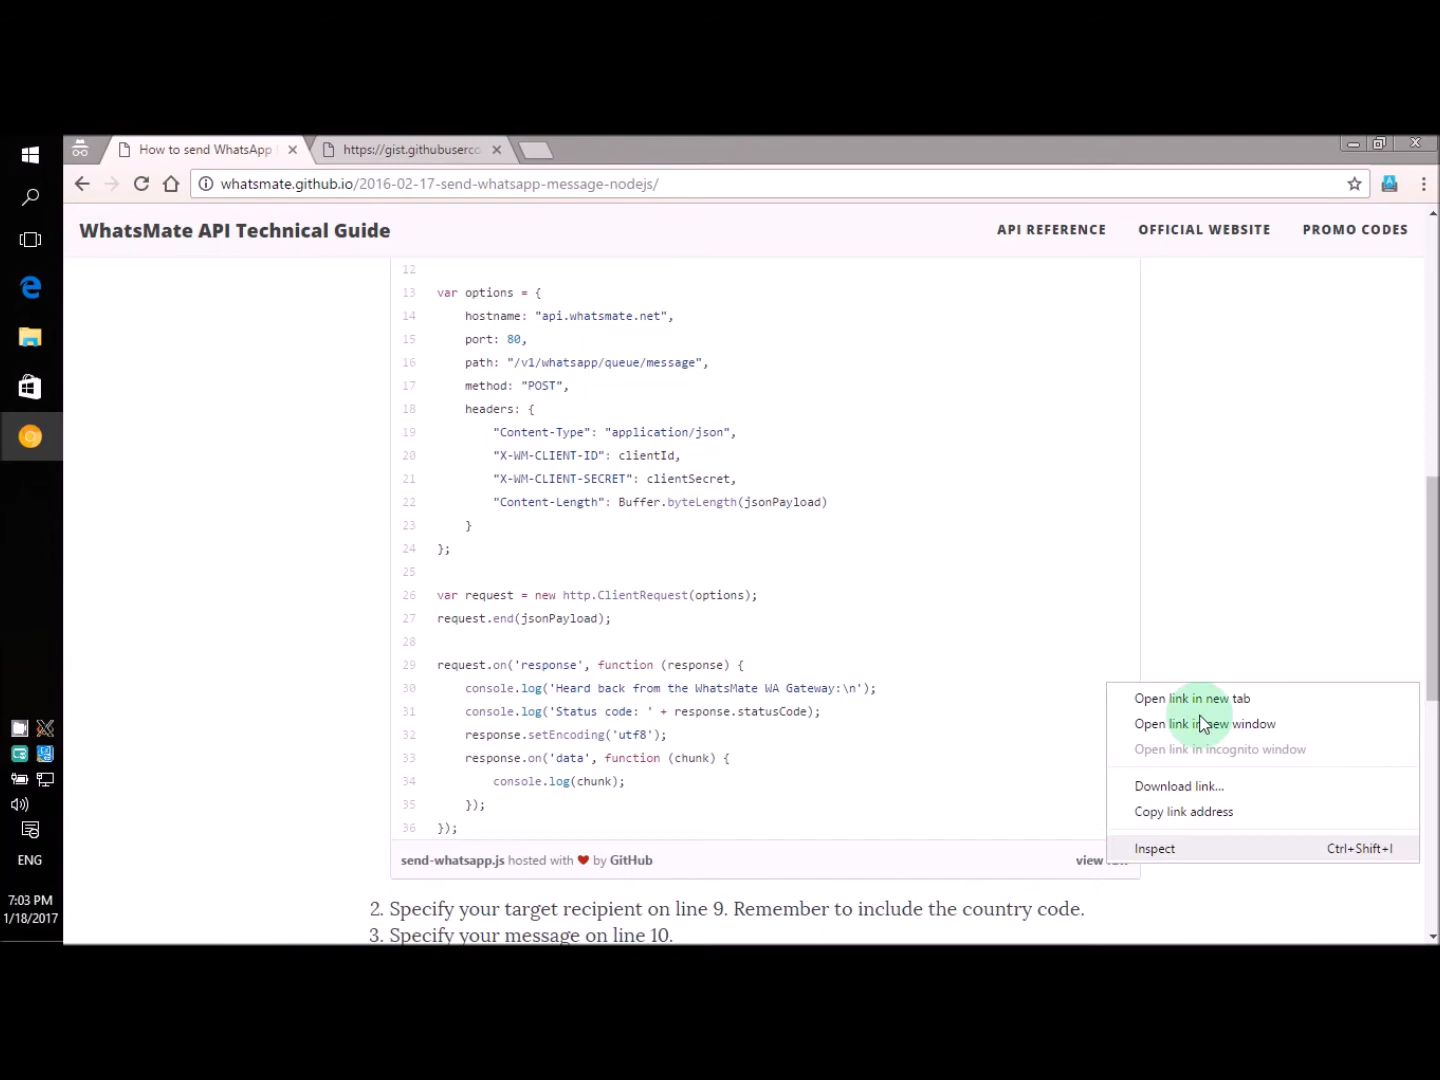 How to send WhatsApp
https://gist.githubuserco
whatsmate.github.io/2016-02-17-send-whatsapp-message-nodejs/
WhatsMate API Technical Guide
API REFERENCE
OFFICIAL WEBSITE
PROMO CODES
12
13 var options = {
14 hostname: "api.whatsmate.net",
15 port: 80,
16 path: "/v1/whatsapp/queue/message",
17 method: "POST",
18 headers: {
19 "Content-Type": "application/json",
20 "X-WM-CLIENT-ID": clientId,
21 "X-WM-CLIENT-SECRET": clientSecret,
22 "Content-Length": Buffer.byteLength(jsonPayload)
23 }
24 };
25
26 var request = new http.ClientRequest(options);
27 request.end(jsonPayload);
28
29 request.on('response', function (response) {
30 console.log('Heard back from the WhatsMate WA Gateway:\n');
31 console.log('Status code: ' + response.statusCode);
32 response.setEncoding('utf8');
33 response.on('data', function (chunk) {
34 console.log(chunk);
35 });
36 });
send-whatsapp.js hosted with ❤ by GitHub
view
2. Specify your target recipient on line 9. Remember to include the country code.
3. Specify your message on line 10.
Open link in new tab
Open link in new window
Open link in incognito window
Download link...
Copy link address
Inspect Ctrl+Shift+I
ENG
7:03 PM
1/18/2017